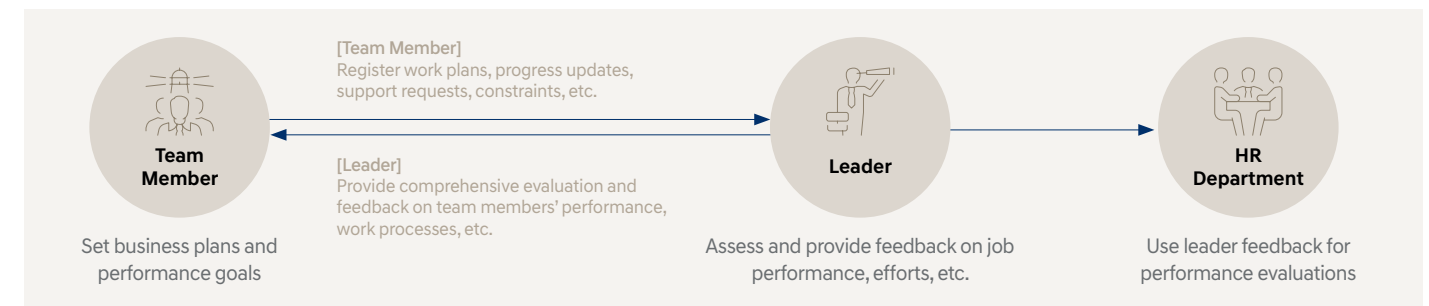 [Team Member]
Register work plans, progress updates,
support requests, constraints, etc.
Team
Member
[Leader]
Provide comprehensive evaluation and
feedback on team members’ performance,
work processes, etc.
Leader
HR
Department
Set business plans and
performance goals
Assess and provide feedback on job
performance, efforts, etc.
Use leader feedback for
performance evaluations